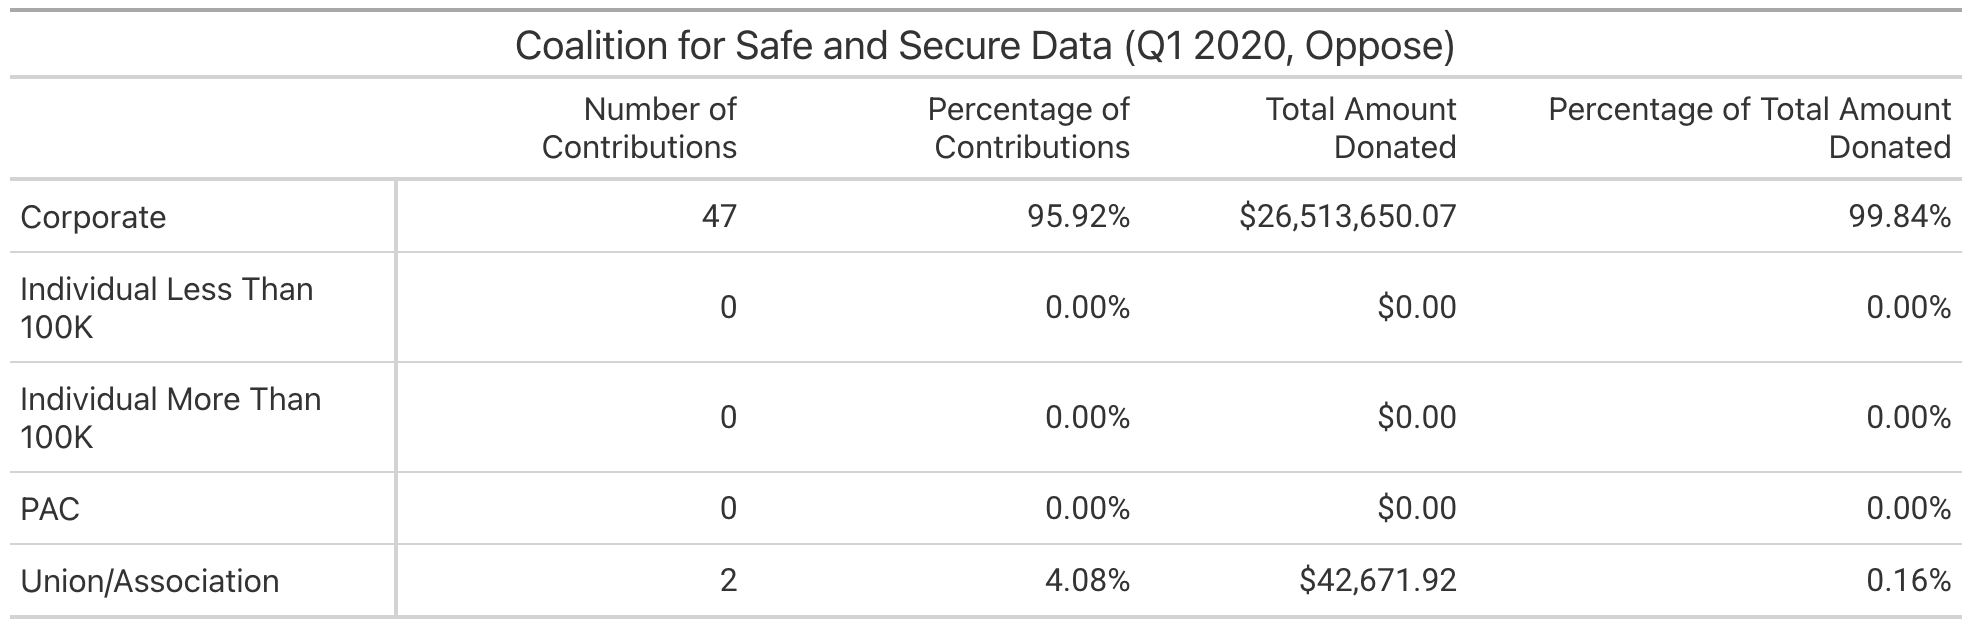 Coalition for Safe and Secure Data (Q1 2020, Oppose)
Number of Contributions Percentage of Contributions Total Amount Donated Percentage of Total Amount Donated
Corporate 47 95.92% $26,513,650.07 99.84%
Individual Less Than 100K 0 0.00% $0.00 0.00%
Individual More Than 100K 0 0.00% $0.00 0.00%
PAC 0 0.00% $0.00 0.00%
Union/Association 2 4.08% $42,671.92 0.16%